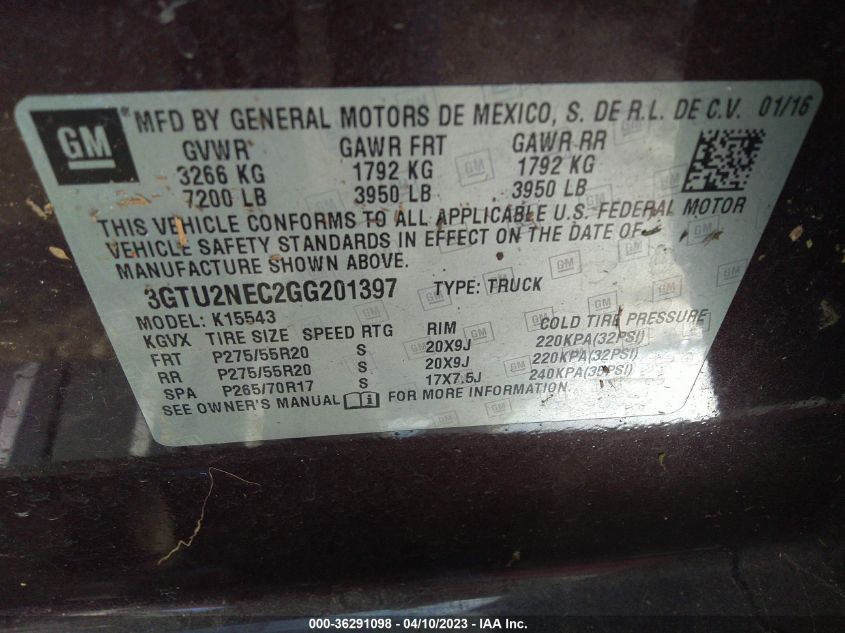 GM
MFD BY GENERAL MOTORS DE MEXICO, S. DE R.L. DE C.V. 01/16
GVWR GAWR FRT GAWR RR
3266 KG 1792 KG 1792 KG
7200 LB 3950 LB 3950 LB
THIS VEHICLE CONFORMS TO ALL APPLICABLE U.S. FEDERAL MOTOR
VEHICLE SAFETY STANDARDS IN EFFECT ON THE DATE OF
MANUFACTURE SHOWN ABOVE.
3GTU2NEC2GG201397 TYPE: TRUCK
MODEL: K15543
KGVX TIRE SIZE SPEED RTG RIM COLD TIRE PRESSURE
FRT P275/55R20 S 20X9J 220KPA(32PSI)
RR P275/55R20 S 20X9J 220KPA(32PSI)
SPA P265/70R17 S 17X7.5J 240KPA(35PSI)
SEE OWNER'S MANUAL FOR MORE INFORMATION.
000-36291098 - 04/10/2023 - IAA Inc.